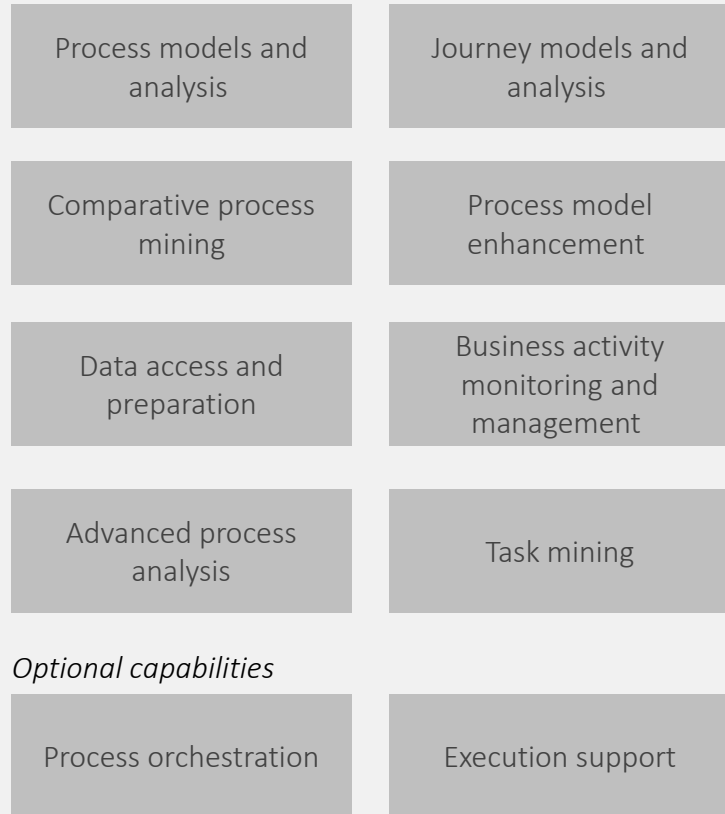 Process models and
analysis
Journey models and
analysis
Comparative process
mining
Process model
enhancement
Data access and
preparation
Business activity
monitoring and
management
Advanced process
analysis
Task mining
Optional capabilities
Process orchestration
Execution support